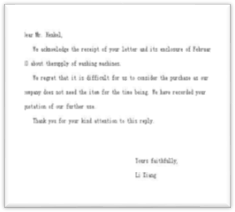 Dear Mr. Henbel,
We acknowledge the receipt of your letter and its enclosure of Februar
11 about thesupply of washing machines.
We regret that it is difficult for us to consider the purchase as our
company does not need the item for the time being. We have recorded your
putation of our further use.
Thank you for your kind attention to this reply.
Yours faithfully,
Li Xiang